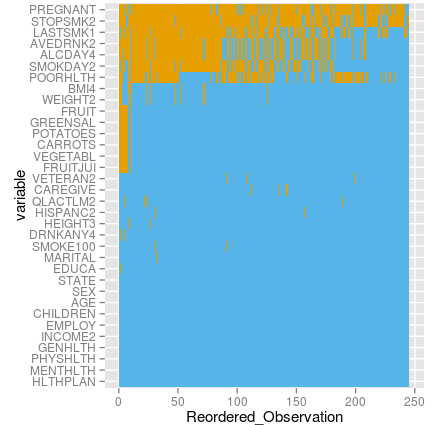 PREGNANT
STOPSMK2
LASTSMK1
AVEDRNK2
ALCDAY4
SMOKDAY2
POORHLTH
BMI4
WEIGHT2
FRUIT
GREENSAL
POTATOES
CARROTS
VEGETABL
FRUITJUI
VETERAN2
CAREGIVE
QLACTLM2
HISPANC2
HEIGHT3
DRNKANY4
SMOKE100
MARITAL
EDUCA
STATE
SEX
AGE
CHILDREN
EMPLOY
INCOME2
GENHLTH
PHYSHLTH
MENTHLTH
HLTHPLAN
variable
0 50 100 150 200 250
Reordered_Observation